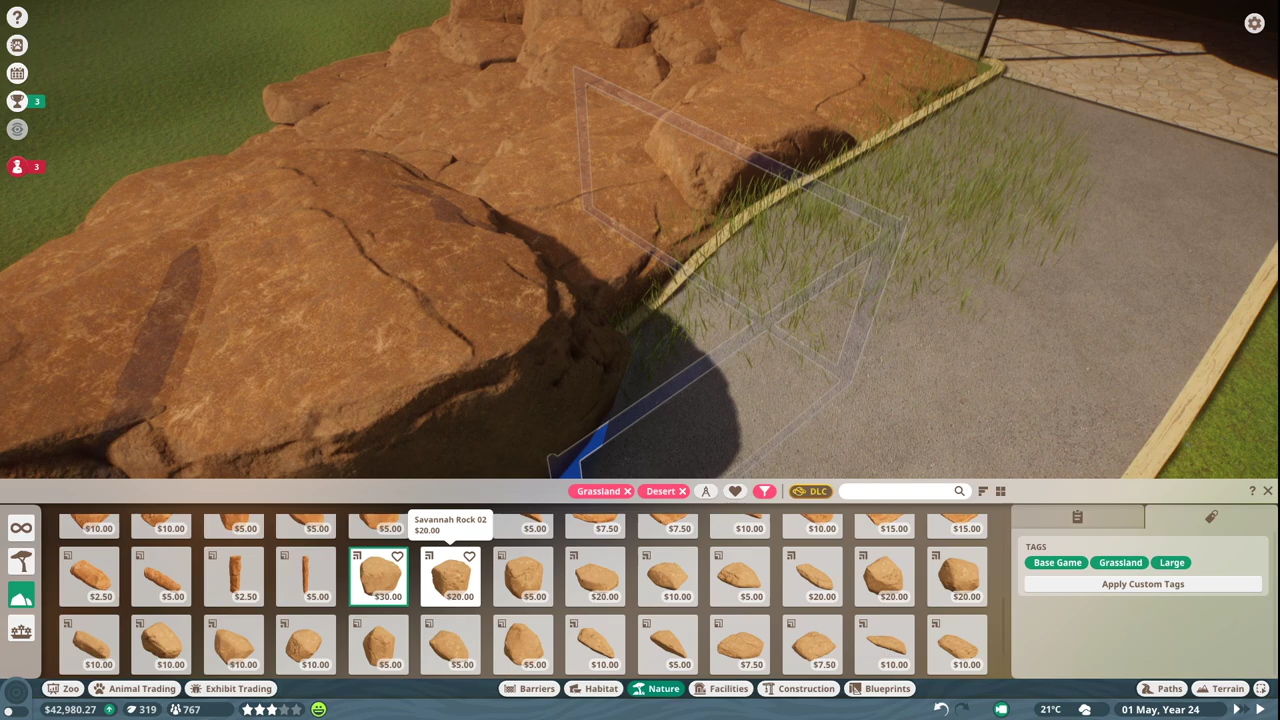 3
3
Grassland ✕ Desert ✕ DLC
?
Savannah Rock 02
$20.00
$10.00 $10.00 $5.00 $5.00 $5.00 $5.00 $7.50 $7.50 $10.00 $10.00 $15.00 $15.00
$2.50 $5.00 $2.50 $5.00 $30.00 $20.00 $5.00 $20.00 $10.00 $5.00 $20.00 $20.00 $20.00
$10.00 $10.00 $10.00 $10.00 $5.00 $5.00 $5.00 $10.00 $5.00 $7.50 $7.50 $10.00 $10.00
TAGS
Base Game Grassland Large
Apply Custom Tags
Zoo Animal Trading Exhibit Trading Barriers Habitat Nature Facilities Construction Blueprints Paths Terrain
$42,980.27 319 767 21°C 01 May, Year 24